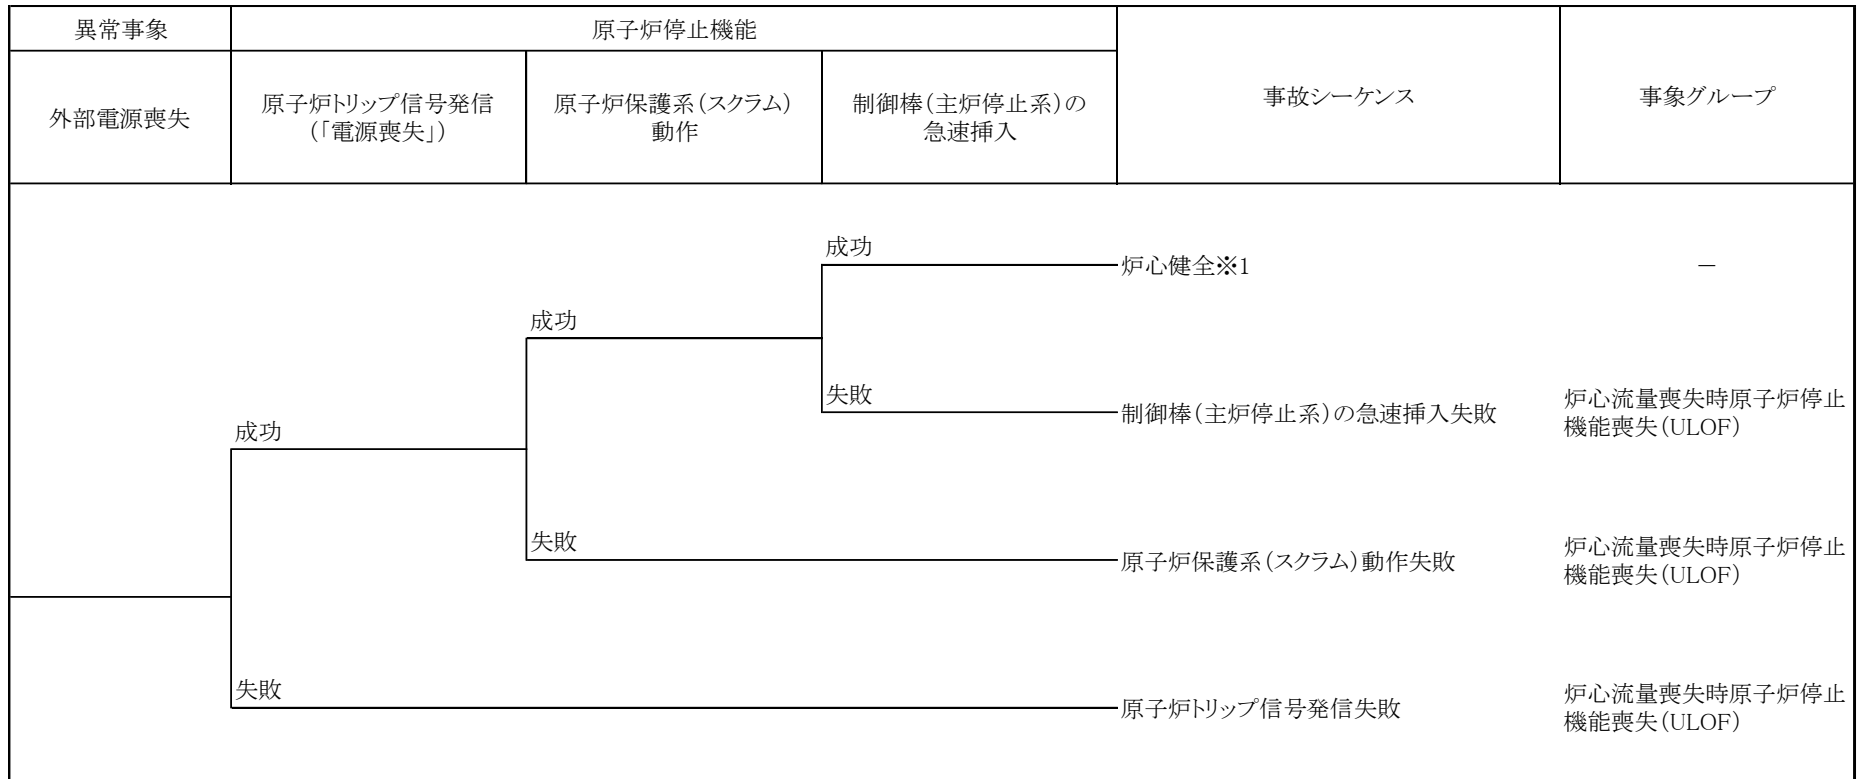 異常事象
原子炉停止機能
事故シーケンス
事象グループ
外部電源喪失
原子炉トリップ信号発信
(「電源喪失」)
原子炉保護系(スクラム)
動作
制御棒(主炉停止系)の
急速挿入
成功
炉心健全※1
－
成功
失敗
制御棒(主炉停止系)の急速挿入失敗
炉心流量喪失時原子炉停止
機能喪失(ULOF)
成功
失敗
原子炉保護系(スクラム)動作失敗
炉心流量喪失時原子炉停止
機能喪失(ULOF)
失敗
原子炉トリップ信号発信失敗
炉心流量喪失時原子炉停止
機能喪失(ULOF)